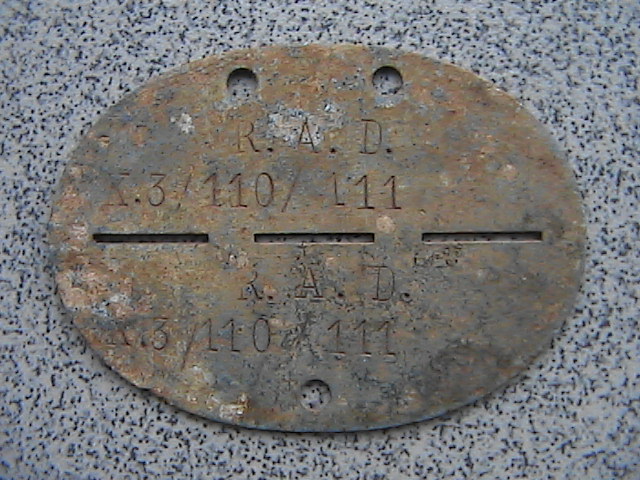 R. A. D.
K.3/110/ 111
R. A. D.
K.3/110/ 111